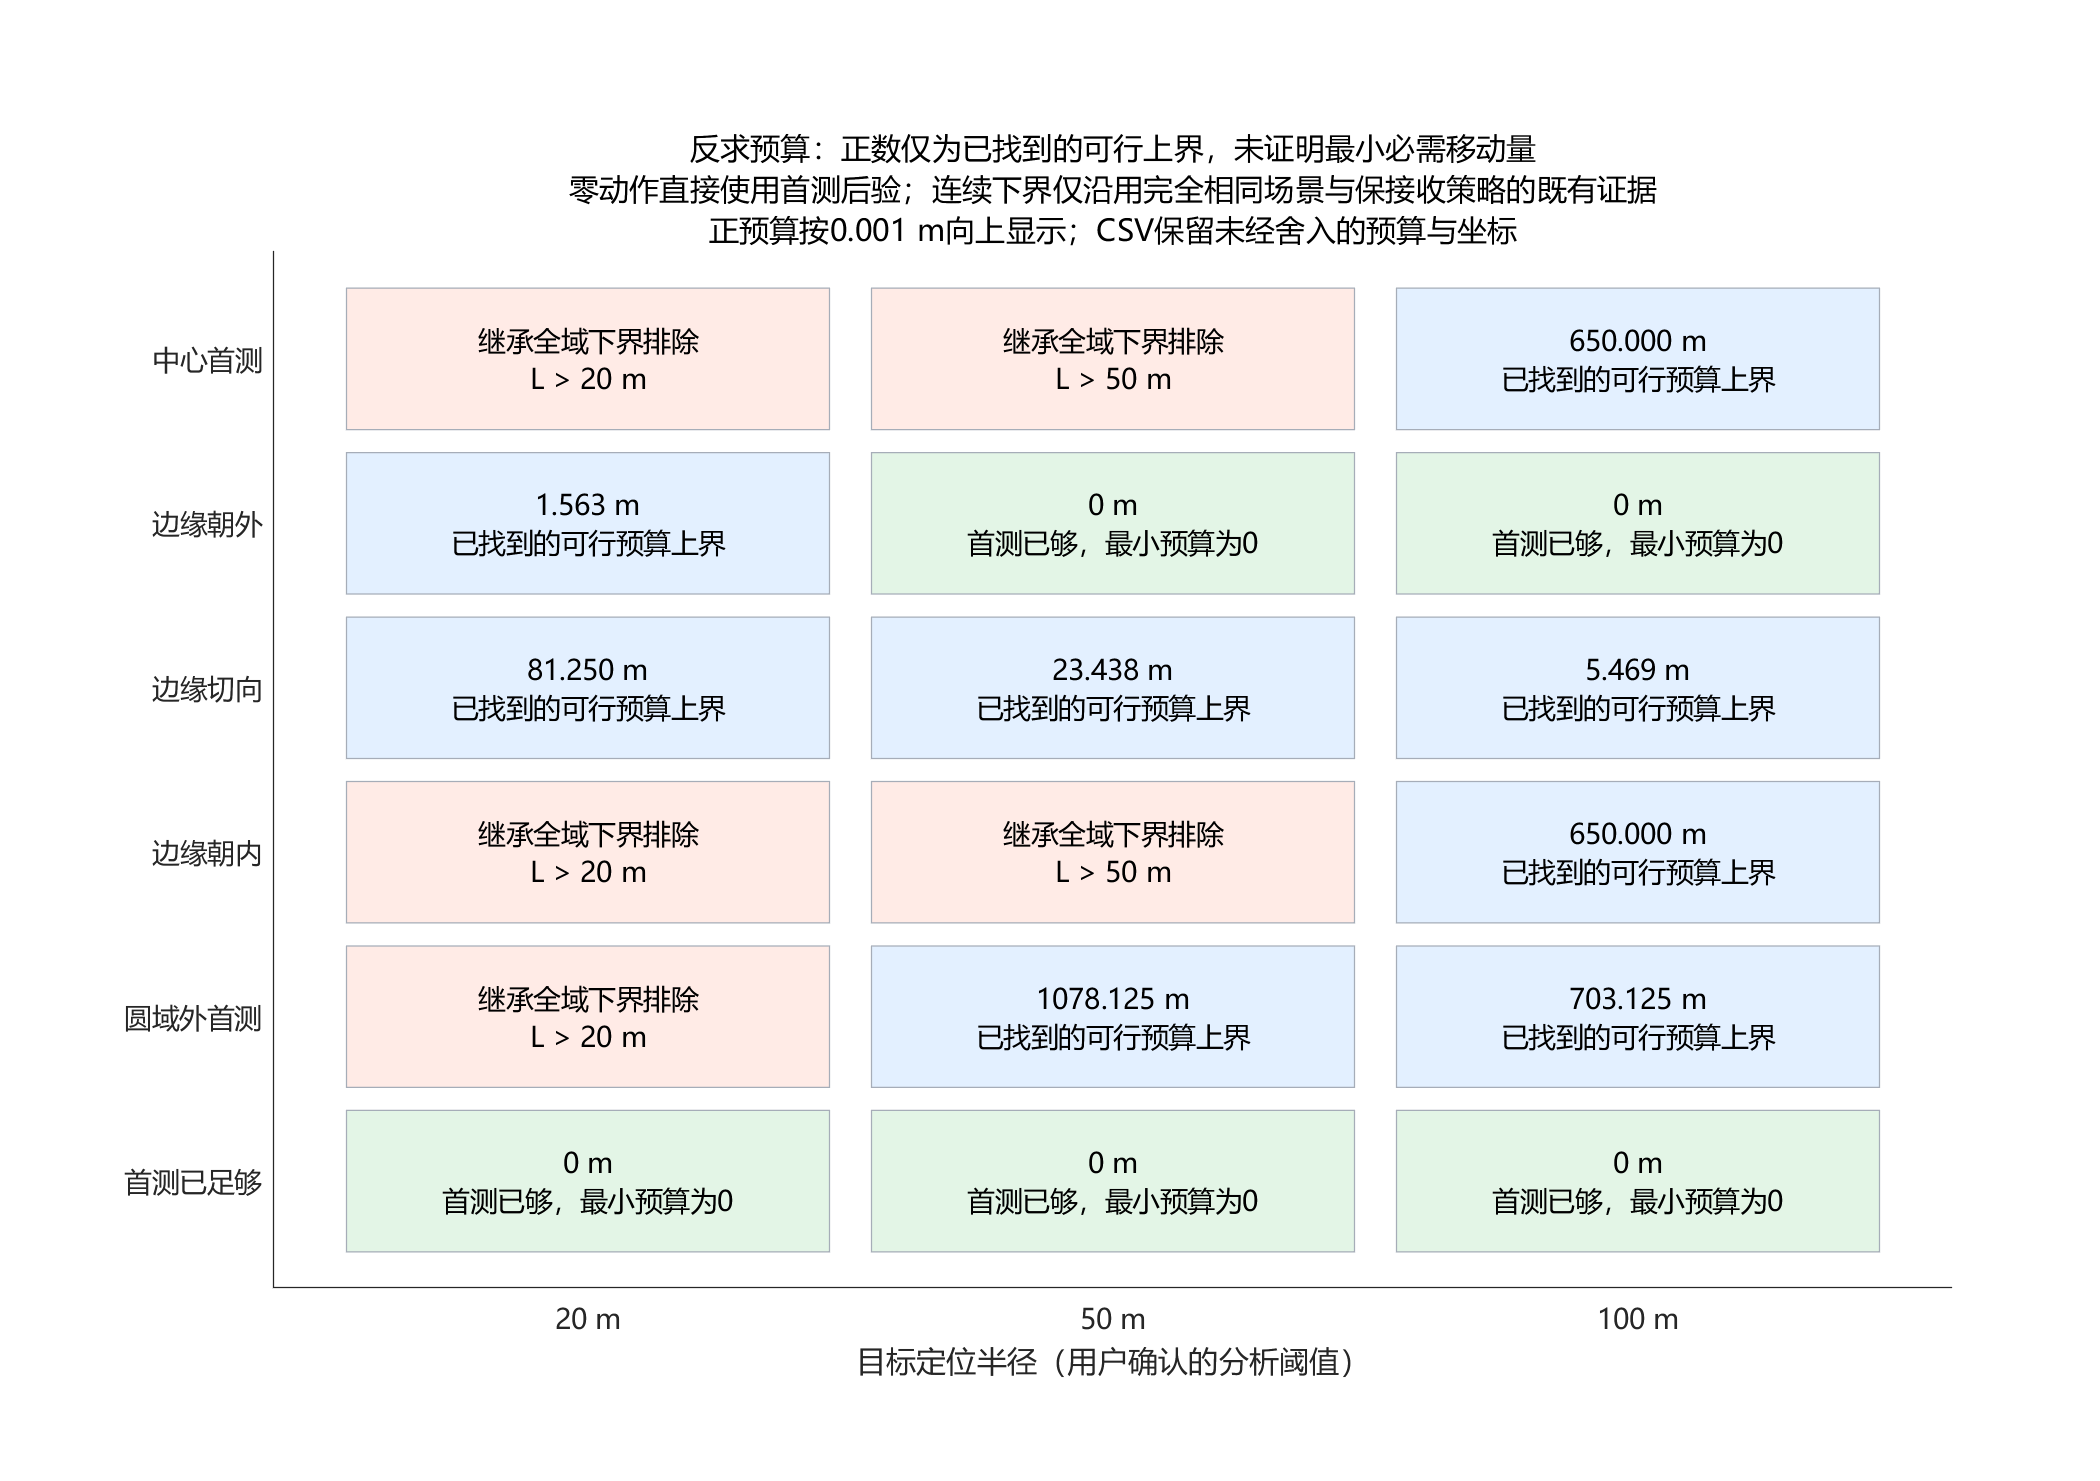 反求预算：正数仅为已找到的可行上界，未证明最小必需移动量
零动作直接使用首测后验；连续下界仅沿用完全相同场景与保接收策略的既有证据
正预算按0.001 m向上显示；CSV保留未经舍入的预算与坐标
中心首测
继承全域下界排除
L > 20 m
继承全域下界排除
L > 50 m
650.000 m
已找到的可行预算上界
边缘朝外
1.563 m
已找到的可行预算上界
0 m
首测已够，最小预算为0
0 m
首测已够，最小预算为0
边缘切向
81.250 m
已找到的可行预算上界
23.438 m
已找到的可行预算上界
5.469 m
已找到的可行预算上界
边缘朝内
继承全域下界排除
L > 20 m
继承全域下界排除
L > 50 m
650.000 m
已找到的可行预算上界
圆域外首测
继承全域下界排除
L > 20 m
1078.125 m
已找到的可行预算上界
703.125 m
已找到的可行预算上界
首测已足够
0 m
首测已够，最小预算为0
0 m
首测已够，最小预算为0
0 m
首测已够，最小预算为0
20 m
50 m
100 m
目标定位半径（用户确认的分析阈值）